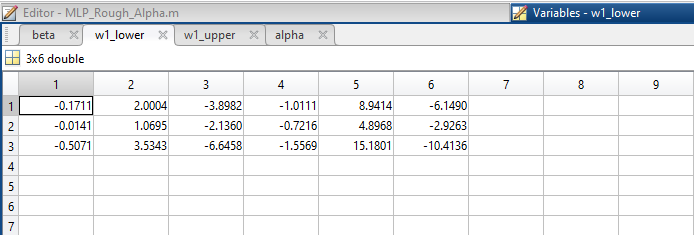 Editor - MLP_Rough_Alpha.m Variables - w1_lower
beta w1_lower w1_upper alpha
3x6 double
1 2 3 4 5 6 7 8 9
1 -0.1711 2.0004 -3.8982 -1.0111 8.9414 -6.1490
2 -0.0141 1.0695 -2.1360 -0.7216 4.8968 -2.9263
3 -0.5071 3.5343 -6.6458 -1.5569 15.1801 -10.4136
4
5
6
7